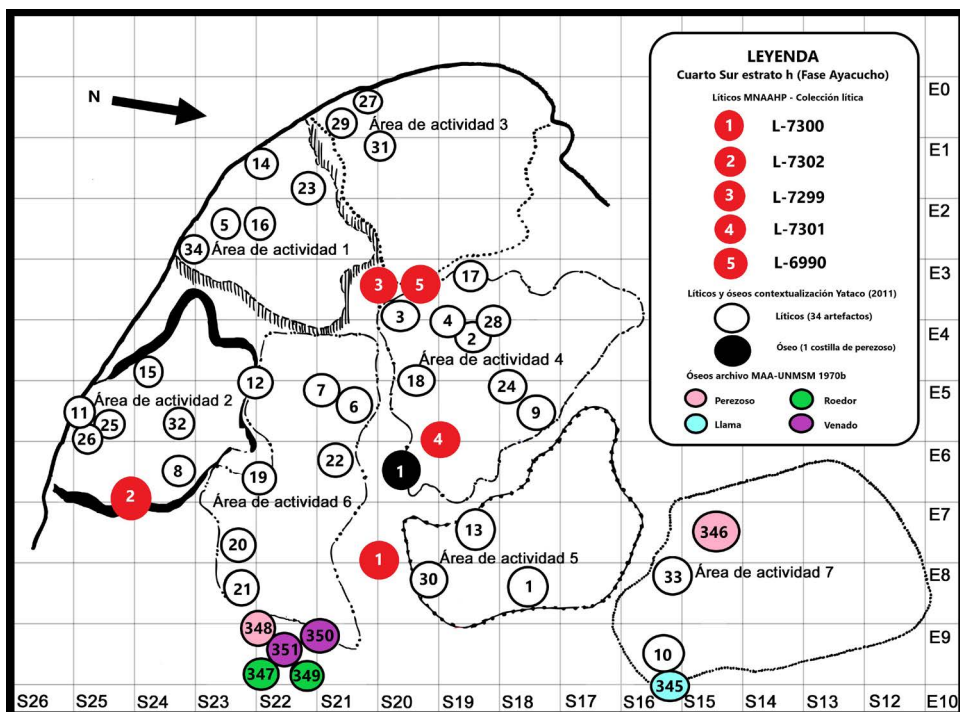 LEYENDA
Cuarto Sur estrato h (Fase Ayacucho)
Líticos MNAAHP - Colección lítica
1 L-7300
2 L-7302
3 L-7299
4 L-7301
5 L-6990
Líticos y óseos contextualización Yataco (2011)
Líticos (34 artefactos)
Óseo (1 costilla de perezoso)
Óseos archivo MAA-UNMSM 1970b
Perezoso Roedor
Llama Venado
N
27
29 Área de actividad 3
31
14
23
5 16
34 Área de actividad 1
17
3 5
3 4 28
2
Área de actividad 4
15
12
7
18
24
6
9
11 Área de actividad 2
25
32
26
4
22
1
8
19
2
Área de actividad 6
13
346
20
1
Área de actividad 5
30
1
33 Área de actividad 7
21
348
350
351
10
347 349
345
E0
E1
E2
E3
E4
E5
E6
E7
E8
E9
S26 S25 S24 S23 S22 S21 S20 S19 S18 S17 S16 S15 S14 S13 S12 E10